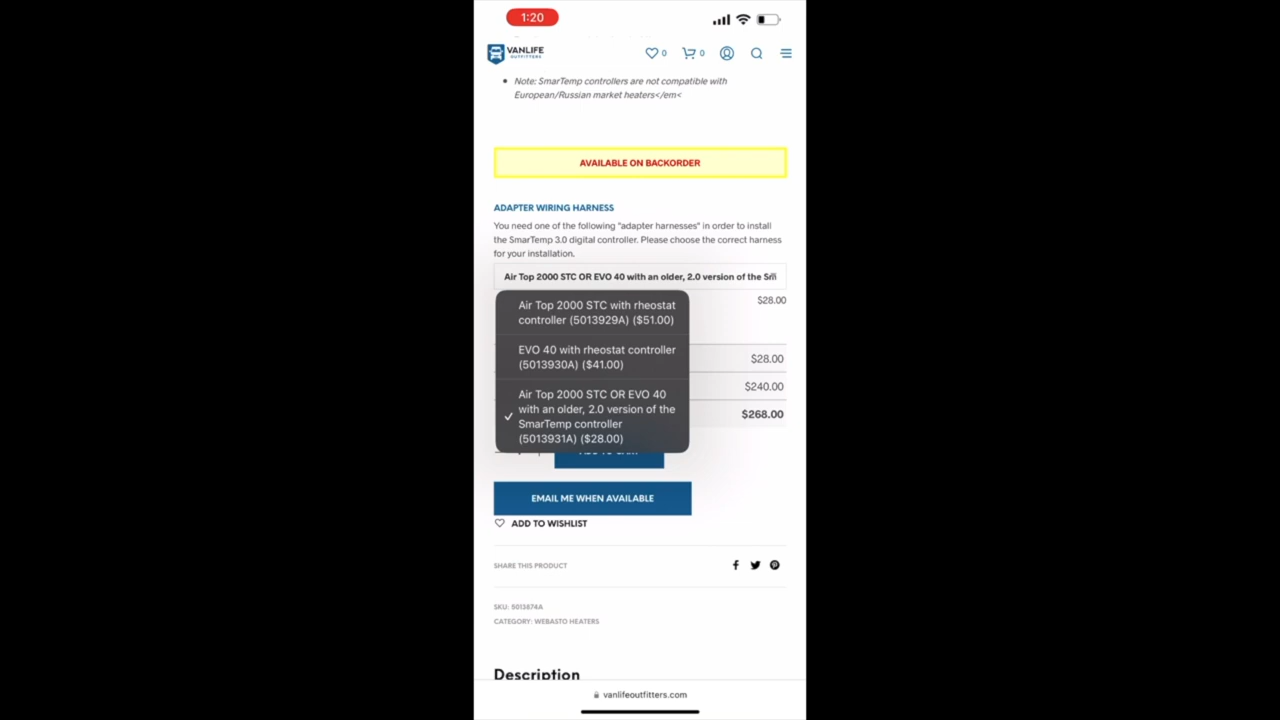 1:20
VANLIFE
OUTFITTERS
0
0
Note: SmarTemp controllers are not compatible with
European/Russian market heaters</em<
AVAILABLE ON BACKORDER
ADAPTER WIRING HARNESS
You need one of the following "adapter harnesses" in order to install
the SmarTemp 3.0 digital controller. Please choose the correct harness
for your installation.
Air Top 2000 STC OR EVO 40 with an older, 2.0 version of the
$28.00
Air Top 2000 STC with rheostat
controller (5013929A) ($51.00)
EVO 40 with rheostat controller
(5013930A) ($41.00)
$28.00
$240.00
Air Top 2000 STC OR EVO 40
with an older, 2.0 version of the
SmarTemp controller
(5013931A) ($28.00)
$268.00
EMAIL ME WHEN AVAILABLE
ADD TO WISHLIST
SHARE THIS PRODUCT
SKU: 5013674A
CATEGORY: WEBASTO HEATERS
Description
vanlifeoutfitters.com